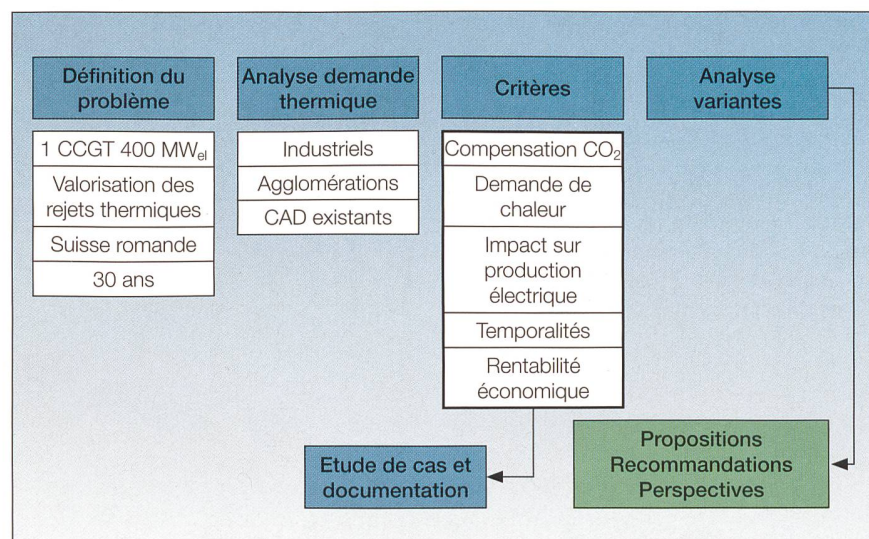 Définition du
problème
1 CCGT 400 MWel
Valorisation des
rejets thermiques
Suisse romande
30 ans
Analyse demande
thermique
Industriels
Agglomérations
CAD existants
Critères
Compensation CO2
Demande de
chaleur
Impact sur
production
électrique
Temporalités
Rentabilité
économique
Analyse
variantes
Etude de cas et
documentation
Propositions
Recommandations
Perspectives